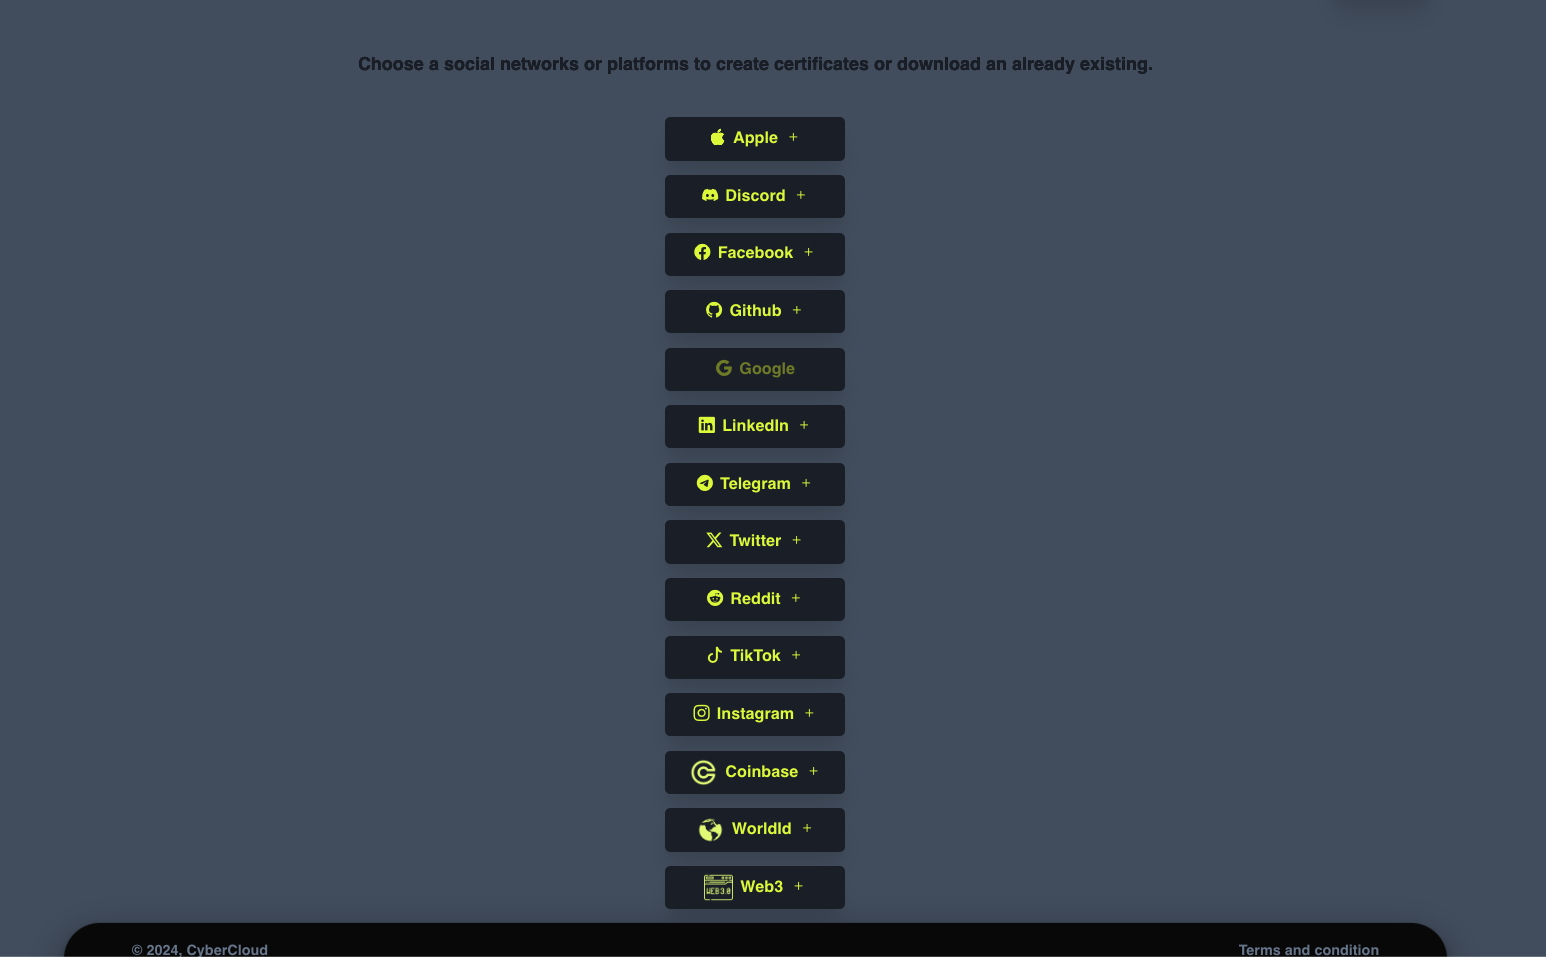 Choose a social networks or platforms to create certificates or download an already existing.
Apple +
Discord +
Facebook +
Github +
Google
LinkedIn +
Telegram +
Twitter +
Reddit +
TikTok +
Instagram +
Coinbase +
WorldId +
WEB3.0 Web3 +
© 2024, CyberCloud
Terms and condition